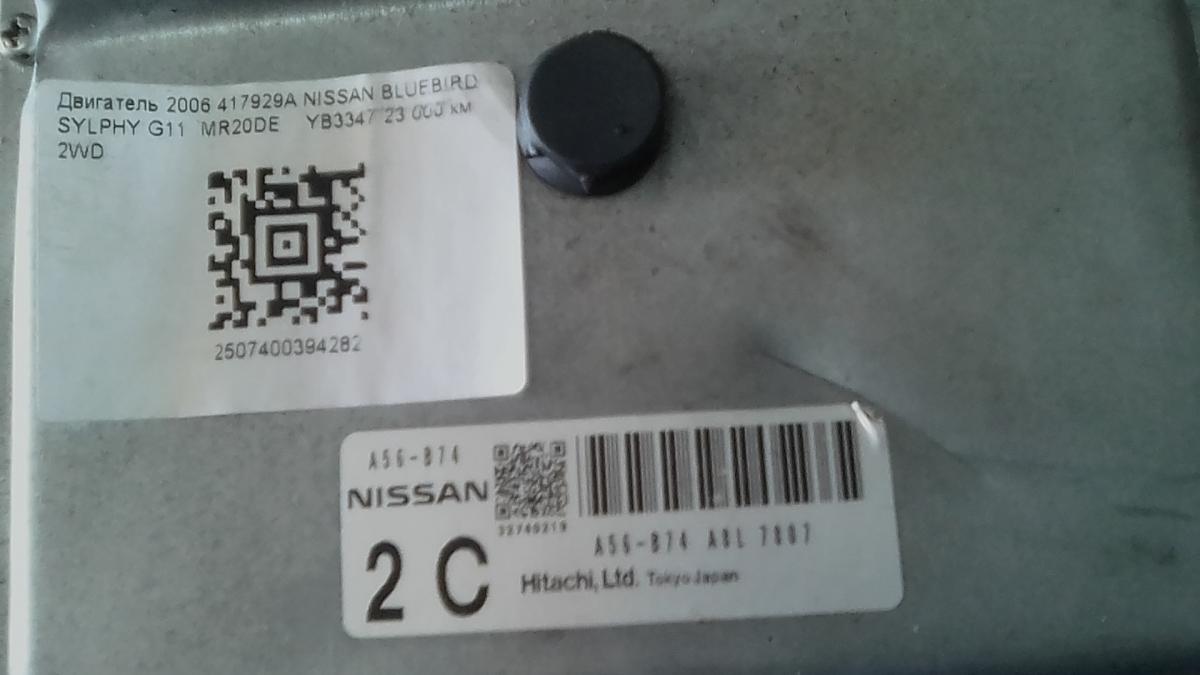 Двигатель 2006 417929A NISSAN BLUEBIRD
SYLPHY G11 MR20DE YB3347 23 000 км
2WD
2507400394282
A56-B74
NISSAN
32749219
A56-B74 A8L 7807
2 C
Hitachi, Ltd. Tokyo Japan